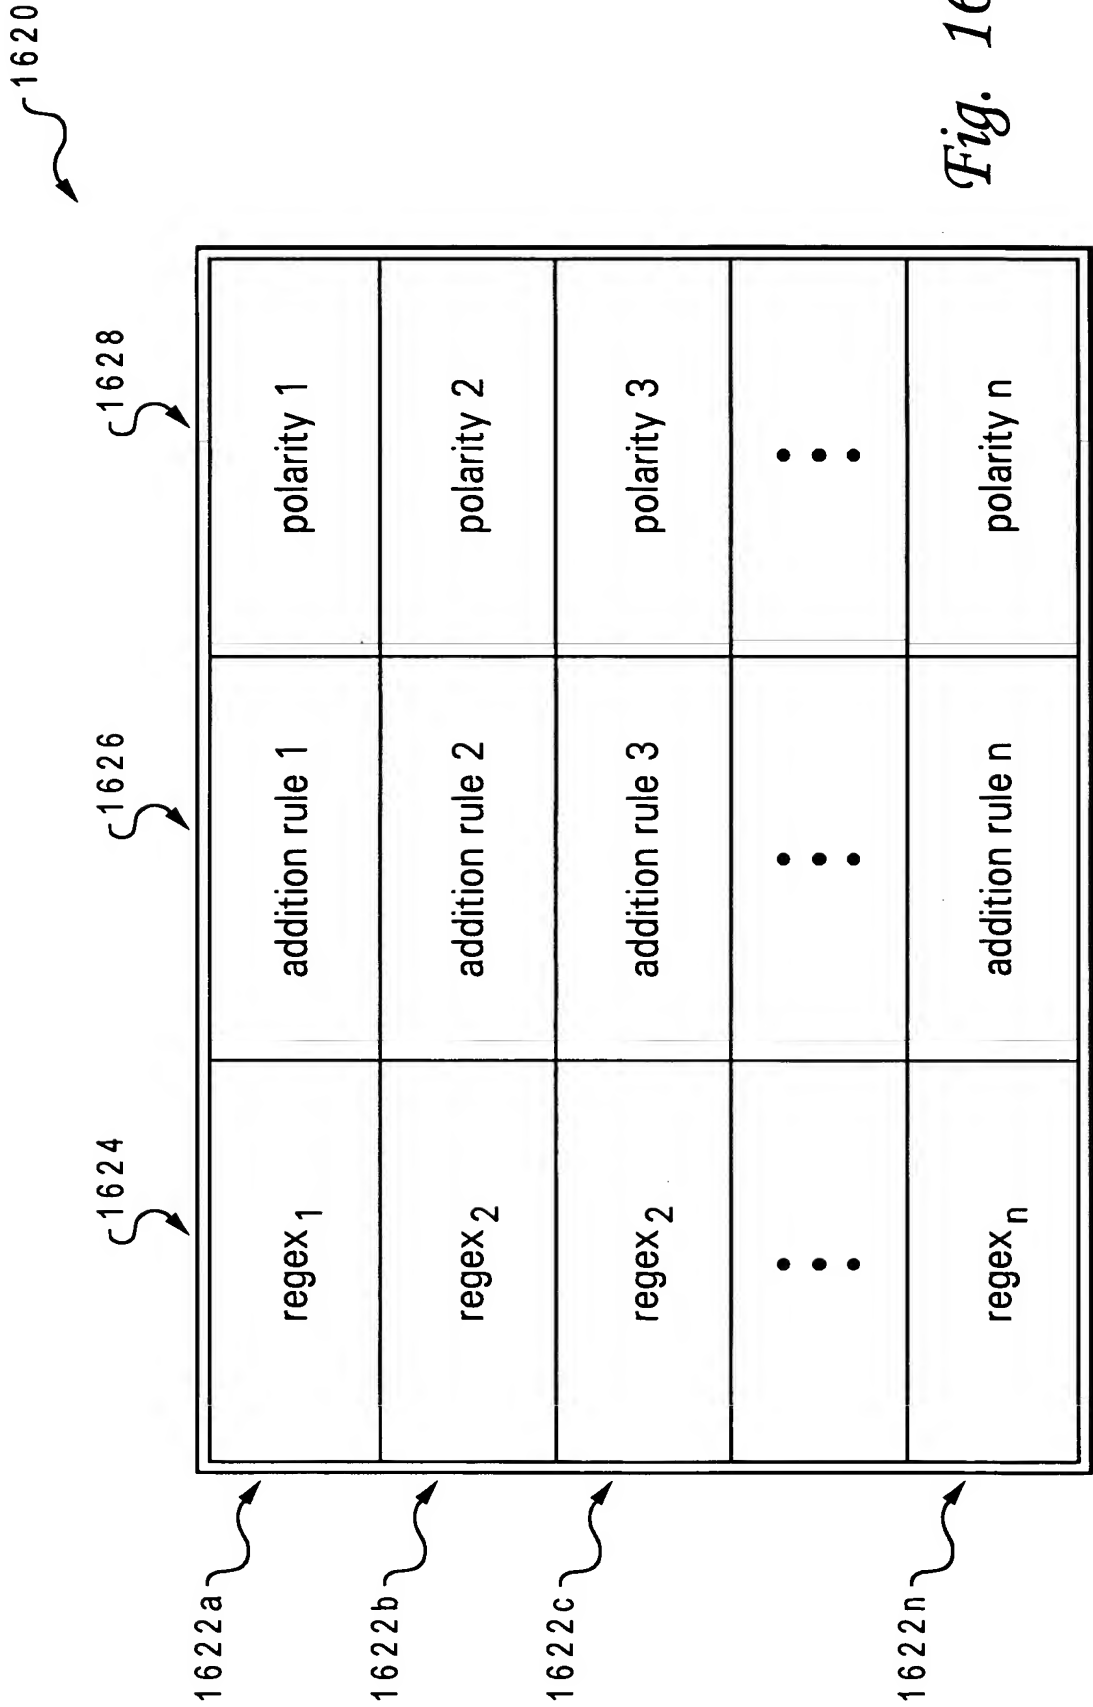 1620
1624 1626 1628
1622a regex1 addition rule 1 polarity 1
1622b regex2 addition rule 2 polarity 2
1622c regex2 addition rule 3 polarity 3
1622n regexn addition rule n polarity n
Fig.